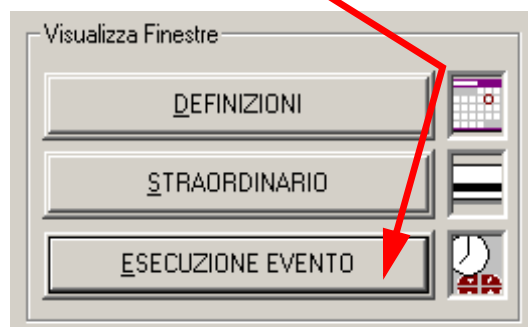 Visualizza Finestre
DEFINIZIONI
STRAORDINARIO
ESECUZIONE EVENTO